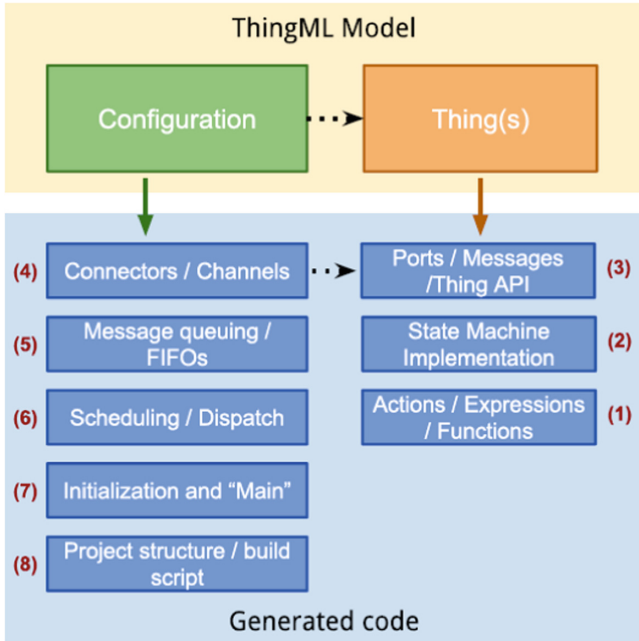 ThingML Model
Configuration
Thing(s)
(4)
Connectors / Channels
Ports / Messages
/Thing API
(3)
(5)
Message queuing /
FIFOs
State Machine
Implementation
(2)
(6)
Scheduling / Dispatch
Actions / Expressions
/ Functions
(1)
(7)
Initialization and “Main”
(8)
Project structure / build
script
Generated code